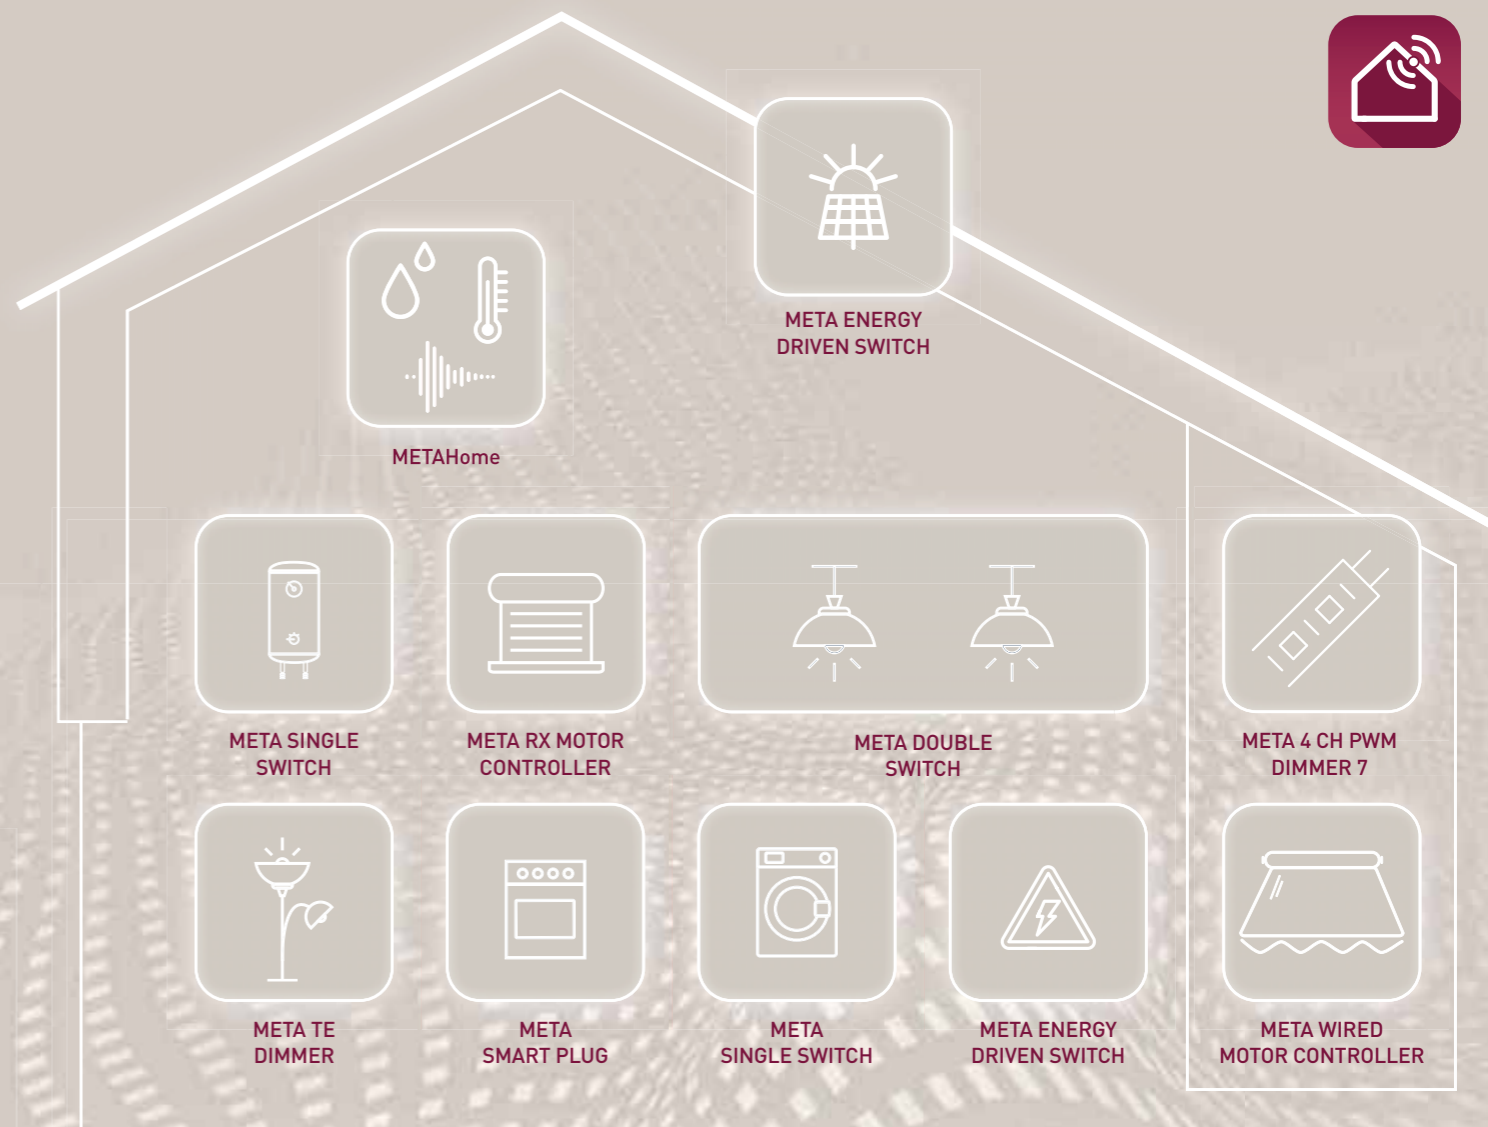 META ENERGY
DRIVEN SWITCH
METAHome
META SINGLE
SWITCH
META RX MOTOR
CONTROLLER
META DOUBLE
SWITCH
META 4 CH PWM
DIMMER 7
META TE
DIMMER
META
SMART PLUG
META
SINGLE SWITCH
META ENERGY
DRIVEN SWITCH
META WIRED
MOTOR CONTROLLER